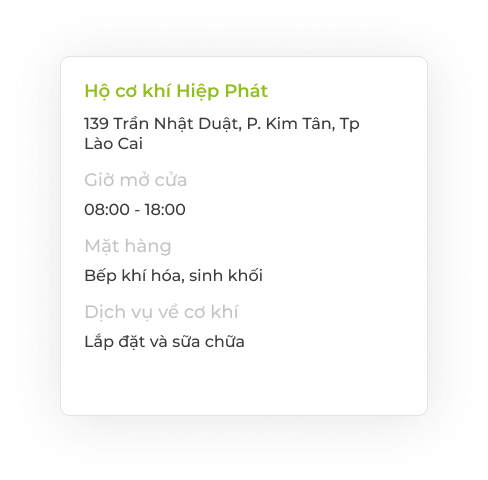 Hộ cơ khí Hiệp Phát
139 Trần Nhật Duật, P. Kim Tân, Tp
Lào Cai
Giờ mở cửa
08:00 - 18:00
Mặt hàng
Bếp khí hóa, sinh khối
Dịch vụ về cơ khí
Lắp đặt và sữa chữa